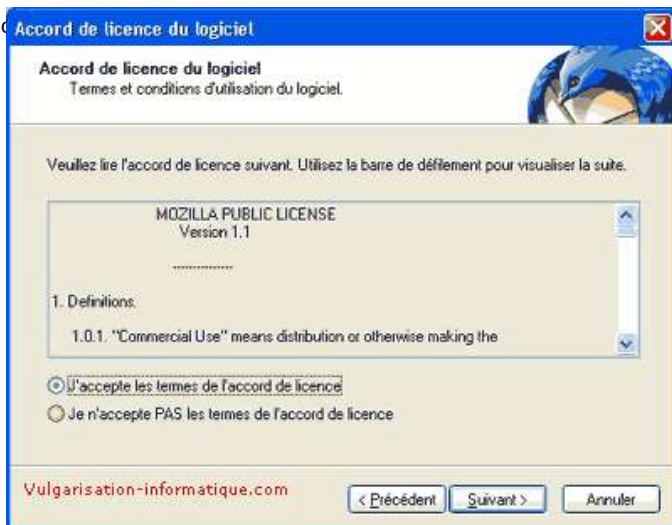 Accord de licence du logiciel
Accord de licence du logiciel
Termes et conditions d'utilisation du logiciel.
Veuillez lire l'accord de licence suivant. Utilisez la barre de défilement pour visualiser la suite.
MOZILLA PUBLIC LICENSE
Version 1.1
---------------
1. Definitions.
1.0.1. "Commercial Use" means distribution or otherwise making the
J'accepte les termes de l'accord de licence
Je n'accepte PAS les termes de l'accord de licence
Vulgarisation-informatique.com
< Précédent Suivant > Annuler